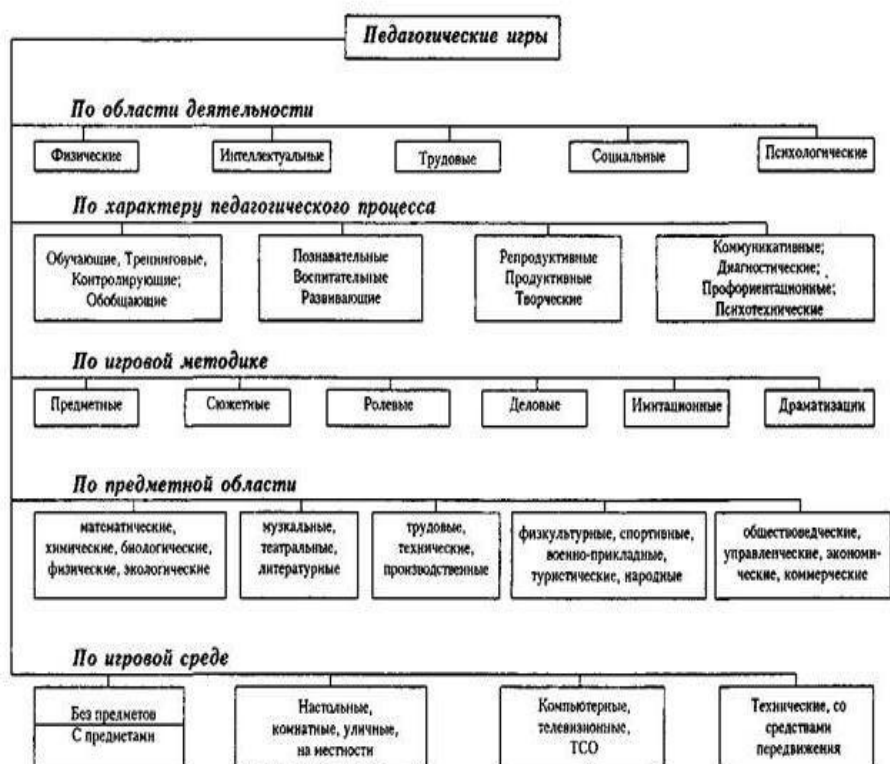 Педагогические игры
По области деятельности
Физические
Интеллектуальные
Трудовые
Социальные
Психологические
По характеру педагогического процесса
Обучающие, Тренинговые,
Контролирующие;
Обобщающие
Познавательные
Воспитательные
Развивающие
Репродуктивные
Продуктивные
Творческие
Коммуникативные;
Диагностические;
Профориентационные;
Психотехнические
По игровой методике
Предметные
Сюжетные
Ролевые
Деловые
Имитационные
Драматизации
По предметной области
математические,
химические, биологические,
физические, экологические
музкальные,
театральные,
литературные
трудовые,
технические,
производственные
физкультурные, спортивные,
военно-прикладные,
туристические, народные
обществоведческие,
управленческие, экономи-
ческие, коммерческие
По игровой среде
Без предметов
С предметами
Настольные,
комнатные, уличные,
на местности
Компьютерные,
телевизионные,
ТСО
Технические, со
средствами
передвижения